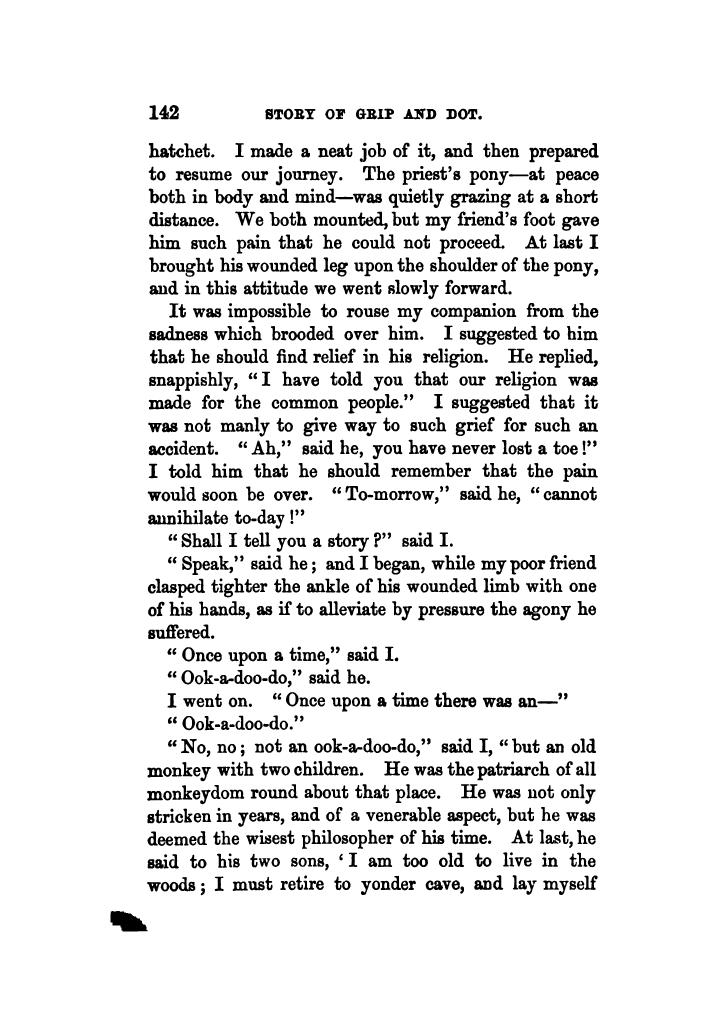 142 STORY OF GRIP AND DOT.
hatchet. I made a neat job of it, and then prepared
to resume our journey. The priest's pony—at peace
both in body and mind—was quietly grazing at a short
distance. We both mounted, but my friend's foot gave
him such pain that he could not proceed. At last I
brought his wounded leg upon the shoulder of the pony,
and in this attitude we went slowly forward.
It was impossible to rouse my companion from the
sadness which brooded over him. I suggested to him
that he should find relief in his religion. He replied,
snappishly, "I have told you that our religion was
made for the common people." I suggested that it
was not manly to give way to such grief for such an
accident. "Ah," said he, you have never lost a toe!"
I told him that he should remember that the pain
would soon be over. "To-morrow," said he, "cannot
annihilate to-day!"
"Shall I tell you a story?" said I.
"Speak," said he; and I began, while my poor friend
clasped tighter the ankle of his wounded limb with one
of his hands, as if to alleviate by pressure the agony he
suffered.
"Once upon a time," said I.
"Ook-a-doo-do," said he.
I went on. "Once upon a time there was an—"
"Ook-a-doo-do."
"No, no; not an ook-a-doo-do," said I, "but an old
monkey with two children. He was the patriarch of all
monkeydom round about that place. He was not only
stricken in years, and of a venerable aspect, but he was
deemed the wisest philosopher of his time. At last, he
said to his two sons, 'I am too old to live in the
woods; I must retire to yonder cave, and lay myself